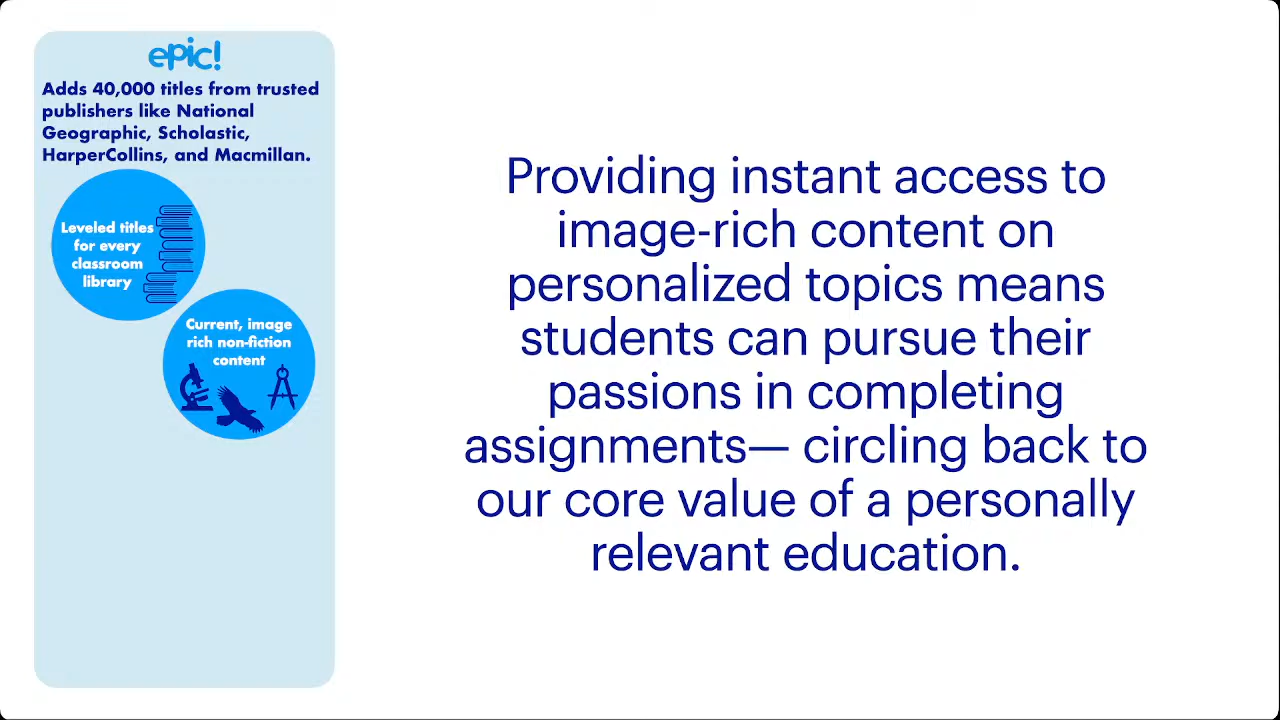 epic!
Adds 40,000 titles from trusted
publishers like National
Geographic, Scholastic,
HarperCollins, and Macmillan.
Leveled titles
for every
classroom
library
Current, image
rich non-fiction
content
Providing instant access to
image-rich content on
personalized topics means
students can pursue their
passions in completing
assignments— circling back to
our core value of a personally
relevant education.